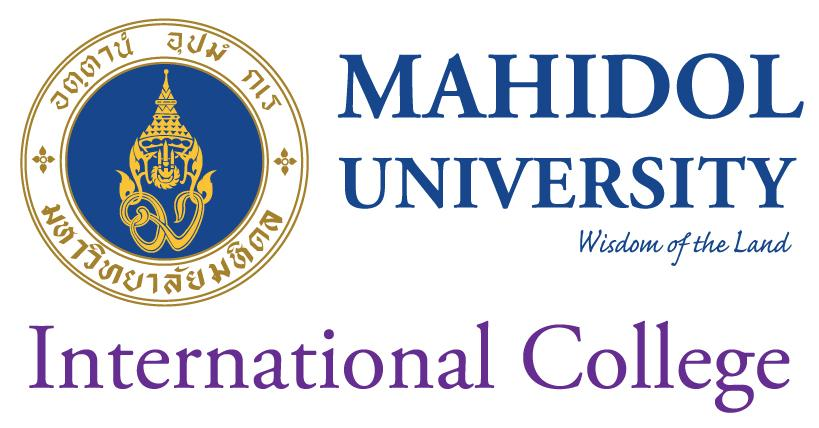 อตฺตานํ อุปมํ กเร
มหาวิทยาลัยมหิดล
MAHIDOL
UNIVERSITY
Wisdom of the Land
International College